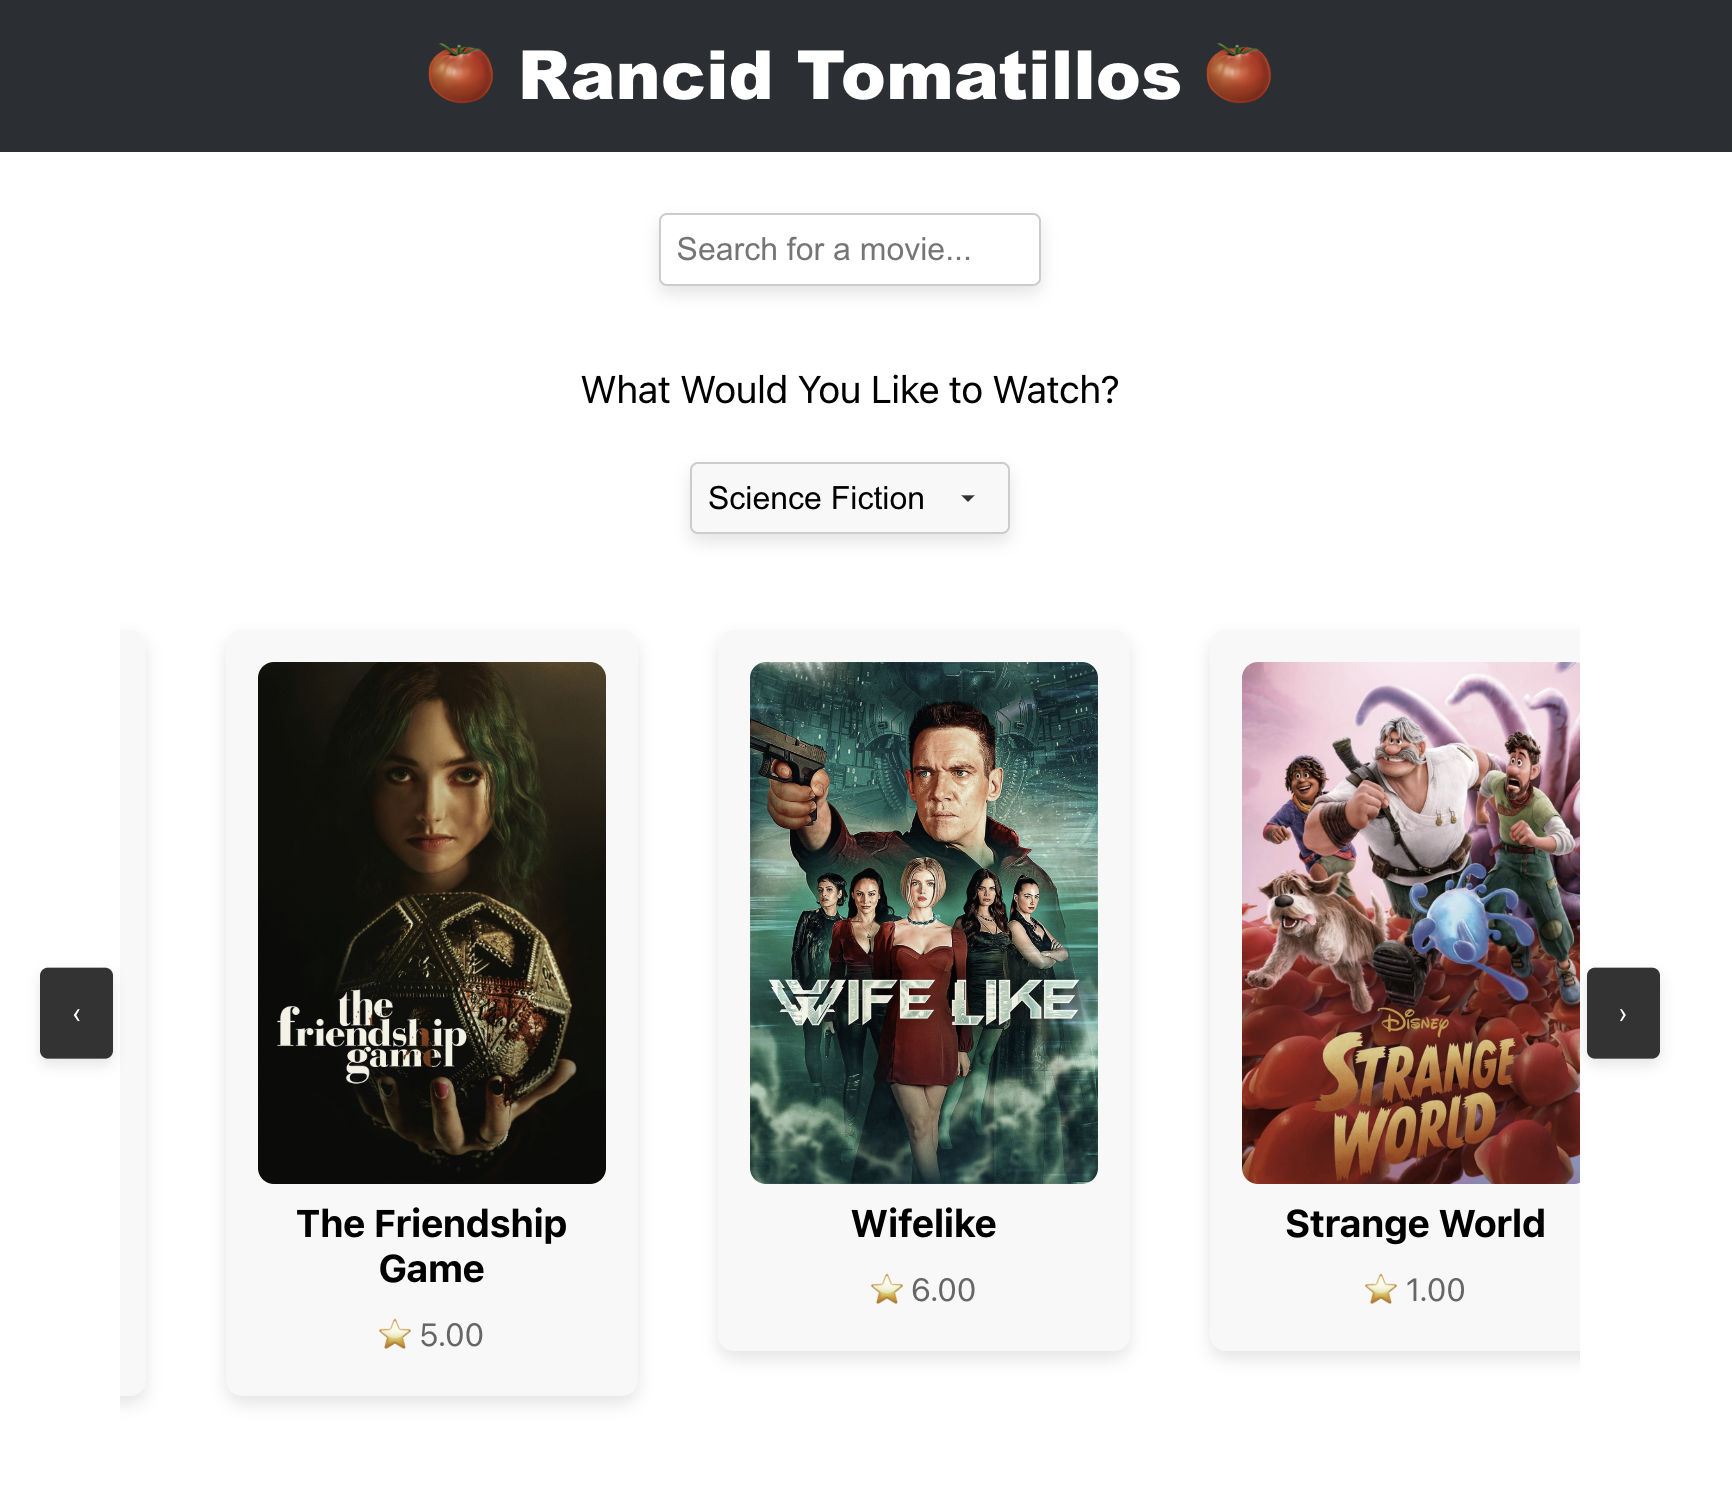 Rancid Tomatillos
Search for a movie...
What Would You Like to Watch?
Science Fiction
the
friendship
game
WIFE LIKE
DISNEY
STRANGE
WORLD
‹
›
The Friendship
Game
5.00
Wifelike
6.00
Strange World
1.00